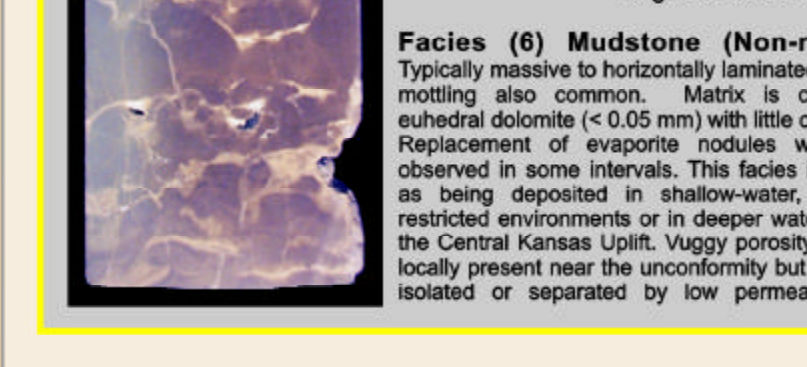 Facies (6) Mudstone (Non-
Typically massive to horizontally laminated
mottling also common. Matrix is
euhedral dolomite (< 0.05 mm) with little
Replacement of evaporite nodules
observed in some intervals. This facies
as being deposited in shallow-water,
restricted environments or in deeper
the Central Kansas Uplift. Vuggy porosity
locally present near the unconformity but
isolated or separated by low